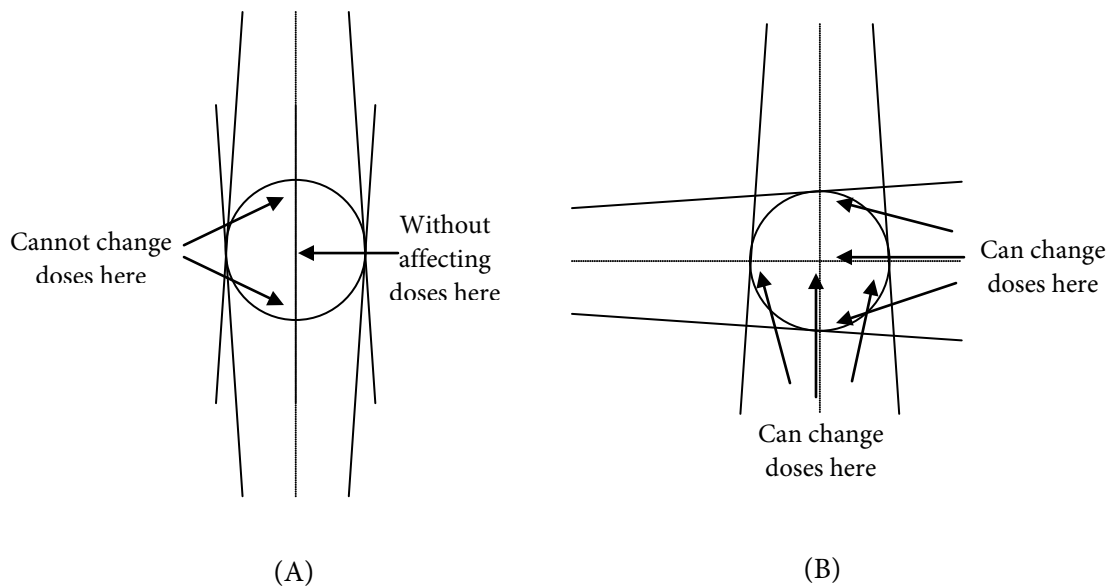 Cannot change
doses here
Without
affecting
doses here
(A)
Can change
doses here
Can change
doses here
(B)